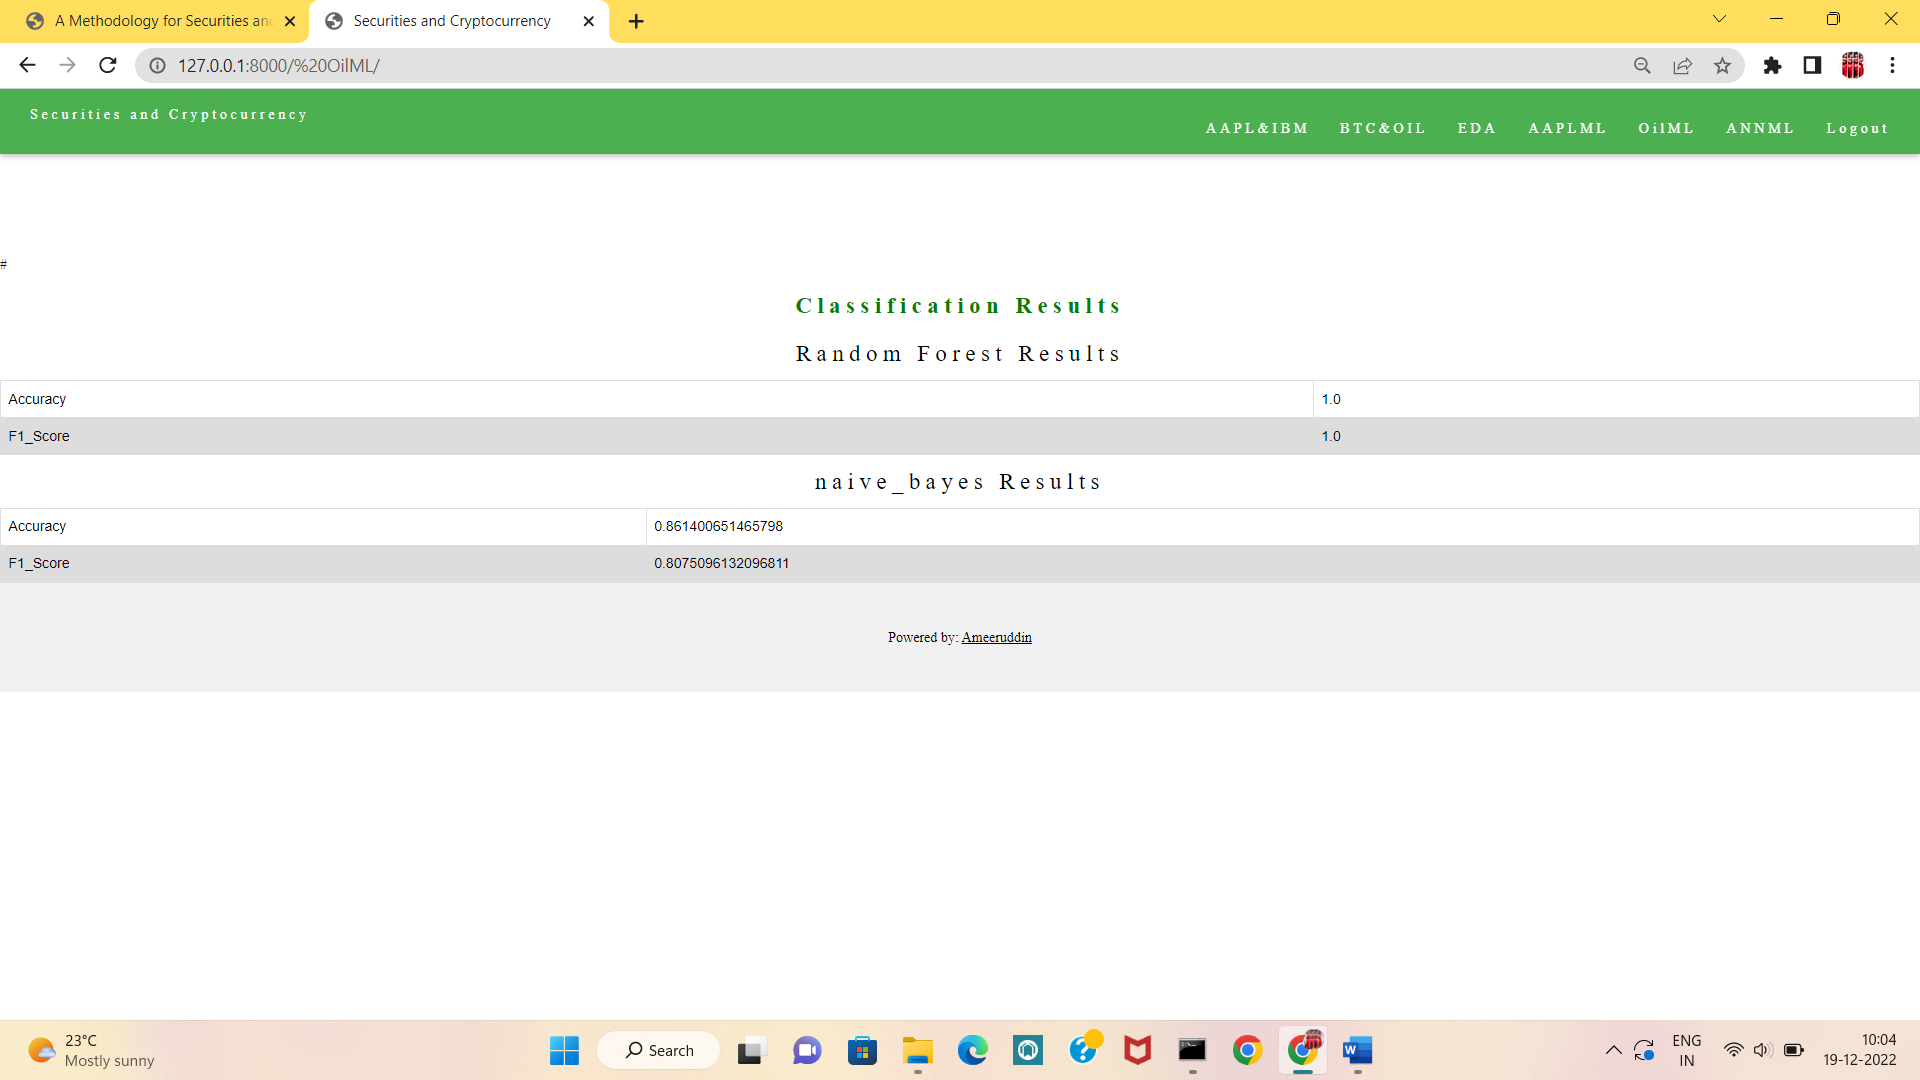 A Methodology for Securities an
Securities and Cryptocurrency
127.0.0.1:8000/%20OilML/
Securities and Cryptocurrency
AAPL&IBM BTC&OIL EDA AAPLML OilML ANNML Logout
#
Classification Results
Random Forest Results
Accuracy 1.0
F1_Score 1.0
naive_bayes Results
Accuracy 0.861400651465798
F1_Score 0.8075096132096811
Powered by: Ameeruddin
23°C
Mostly sunny
Search
ENG
IN
10:04
19-12-2022